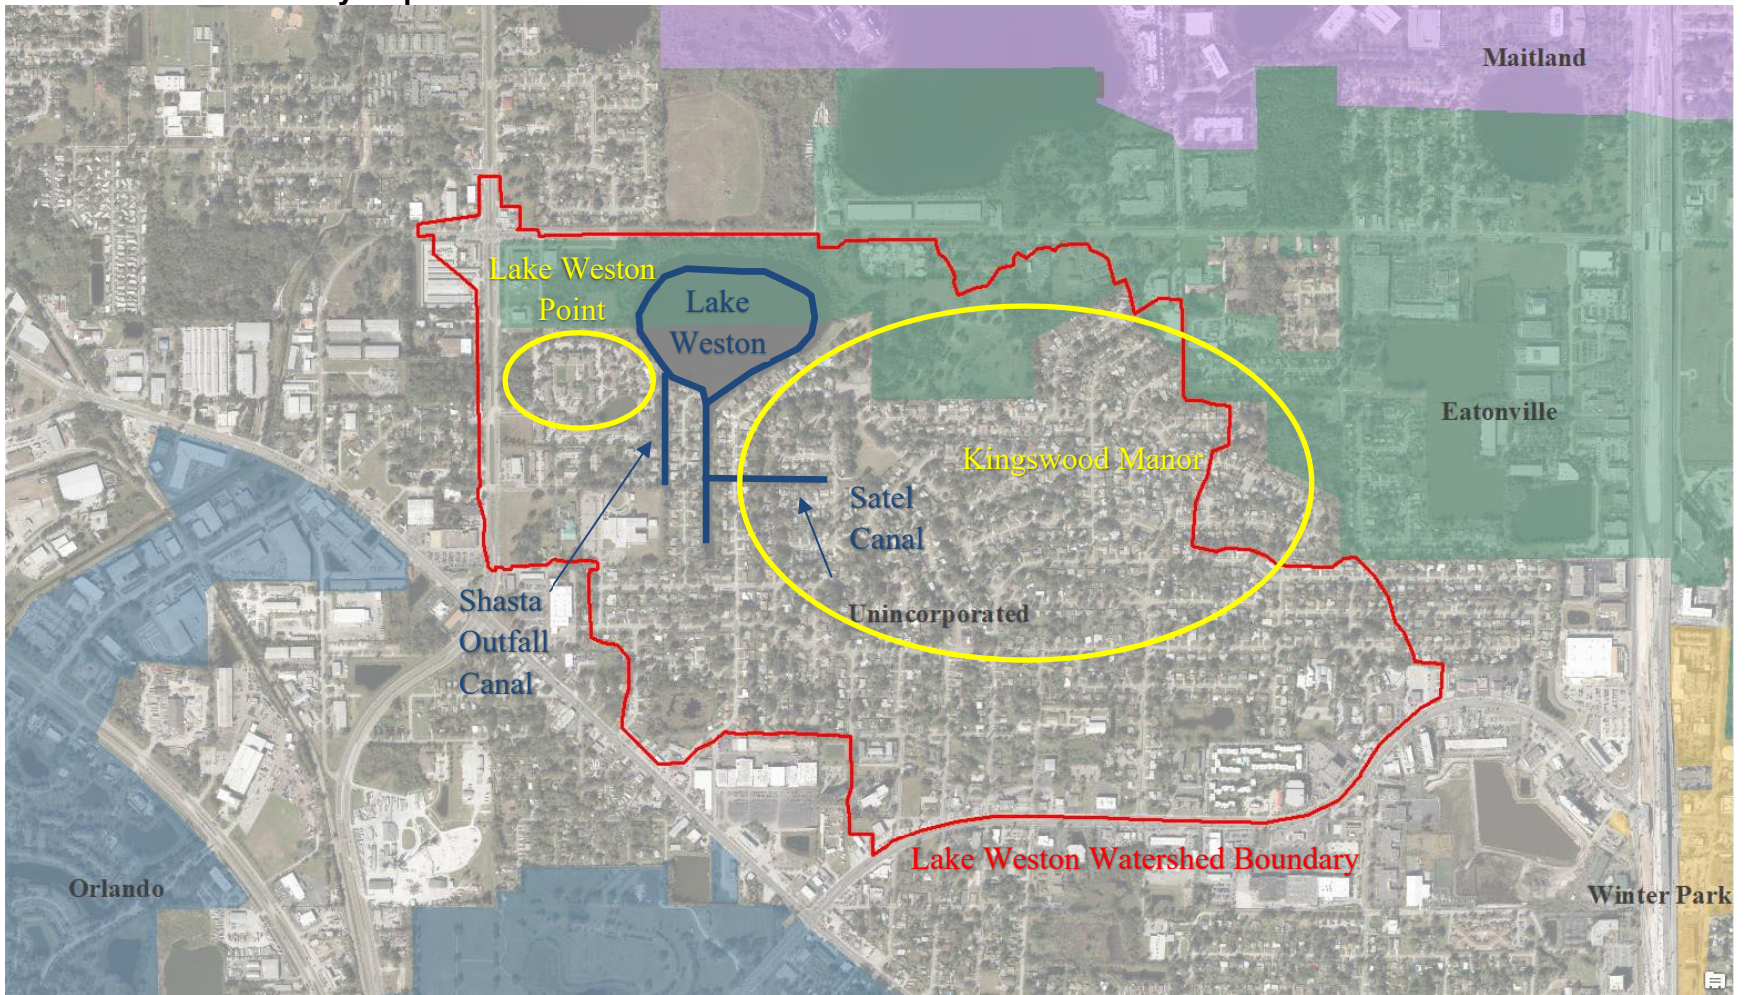 Maitland
Lake Weston
Point
Lake
Weston
Eatonville
Kingswood Manor
Satel
Canal
Shasta
Outfall
Canal
Unincorporated
Lake Weston Watershed Boundary
Orlando
Winter Park